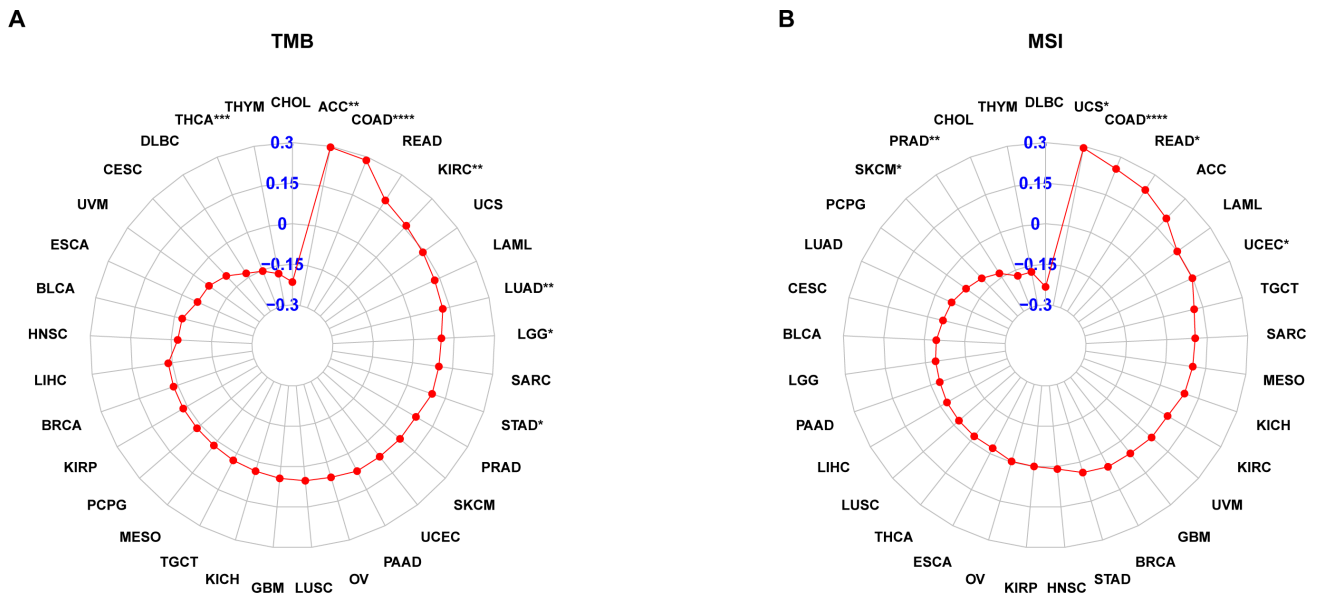 A
TMB
CHOL
ACC**
COAD****
READ
KIRC**
UCS
LAML
LUAD**
LGG*
SARC
STAD*
PRAD
SKCM
UCEC
PAAD
OV
LUSC
GBM
KICH
TGCT
MESO
PCPG
KIRP
BRCA
LIHC
HNSC
BLCA
ESCA
UVM
CESC
DLBC
THCA***
THYM
0.3
0.15
0
−0.15
−0.3
B
MSI
DLBC
UCS*
COAD****
READ*
ACC
LAML
UCEC*
TGCT
SARC
MESO
KICH
KIRC
UVM
GBM
BRCA
STAD
HNSC
KIRP
OV
ESCA
THCA
LUSC
LIHC
PAAD
LGG
BLCA
CESC
LUAD
PCPG
SKCM*
PRAD**
CHOL
THYM
0.3
0.15
0
−0.15
−0.3